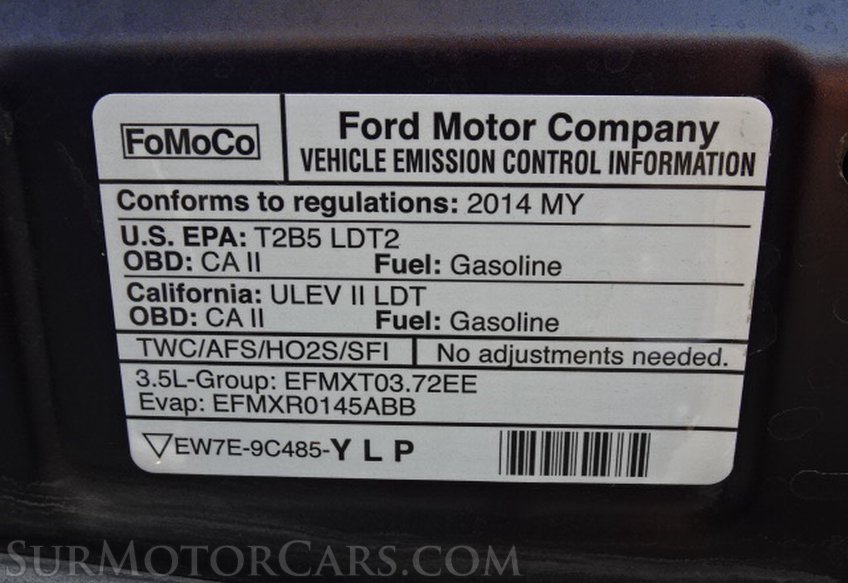 FoMoCo
Ford Motor Company
VEHICLE EMISSION CONTROL INFORMATION
Conforms to regulations: 2014 MY
U.S. EPA: T2B5 LDT2
OBD: CA II Fuel: Gasoline
California: ULEV II LDT
OBD: CA II Fuel: Gasoline
TWC/AFS/HO2S/SFI No adjustments needed.
3.5L-Group: EFMXT03.72EE
Evap: EFMXR0145ABB
EW7E-9C485-Y L P
SurMotorCars.com